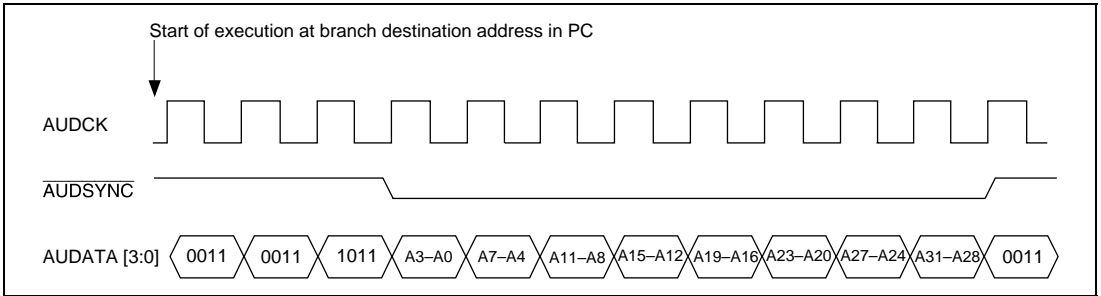 Start of execution at branch destination address in PC
AUDCK
AUDSYNC
AUDATA [3:0] 0011 0011 1011 A3–A0 A7–A4 A11–A8 A15–A12 A19–A16 A23–A20 A27–A24 A31–A28 0011